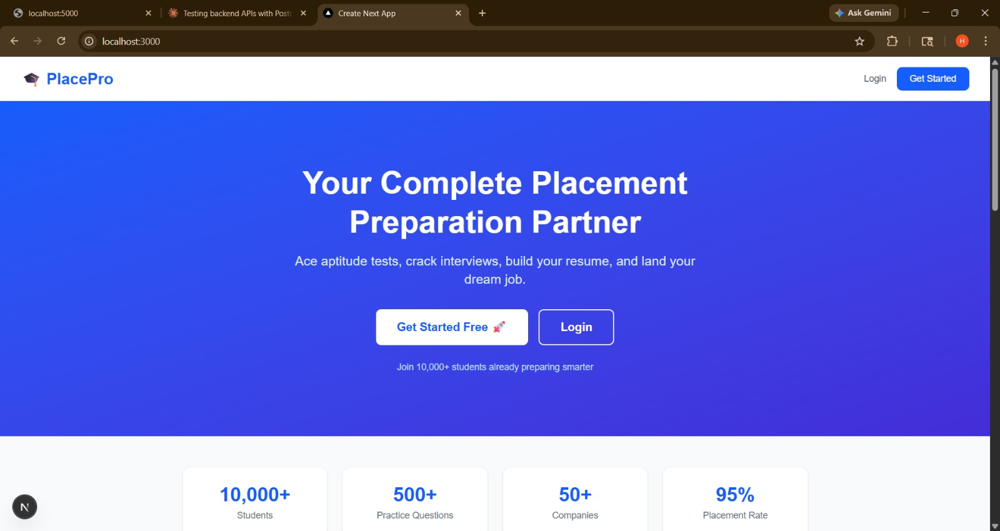 localhost:5000
Testing backend APIs with Postr
Create Next App
Ask Gemini
localhost:3000
H
🎓 PlacePro
Login
Get Started
Your Complete Placement
Preparation Partner
Ace aptitude tests, crack interviews, build your resume, and land your
dream job.
Get Started Free 🚀
Login
Join 10,000+ students already preparing smarter
10,000+
Students
500+
Practice Questions
50+
Companies
95%
Placement Rate
N